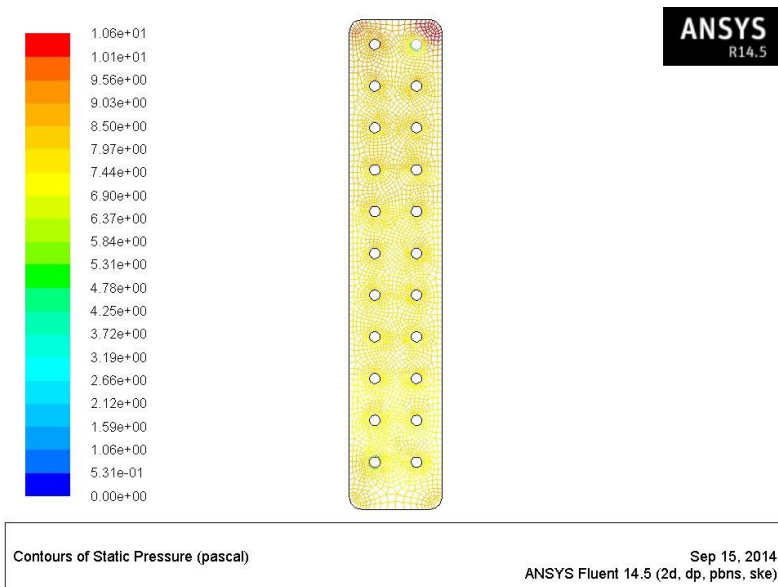 1.06e+01
1.01e+01
9.56e+00
9.03e+00
8.50e+00
7.97e+00
7.44e+00
6.90e+00
6.37e+00
5.84e+00
5.31e+00
4.78e+00
4.25e+00
3.72e+00
3.19e+00
2.66e+00
2.12e+00
1.59e+00
1.06e+00
5.31e-01
0.00e+00
ANSYS
R14.5
Contours of Static Pressure (pascal)
Sep 15, 2014
ANSYS Fluent 14.5 (2d, dp, pbns, ske)